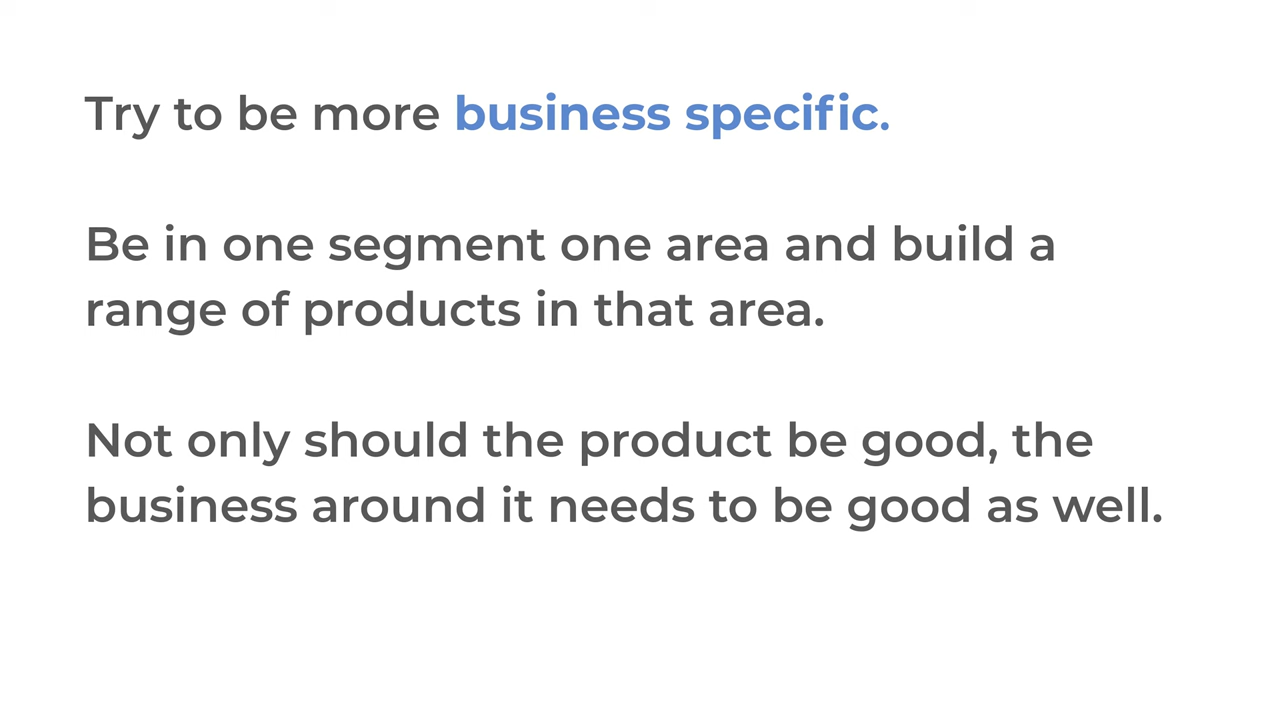 Try to be more business specific.
Be in one segment one area and build a
range of products in that area.
Not only should the product be good, the
business around it needs to be good as well.